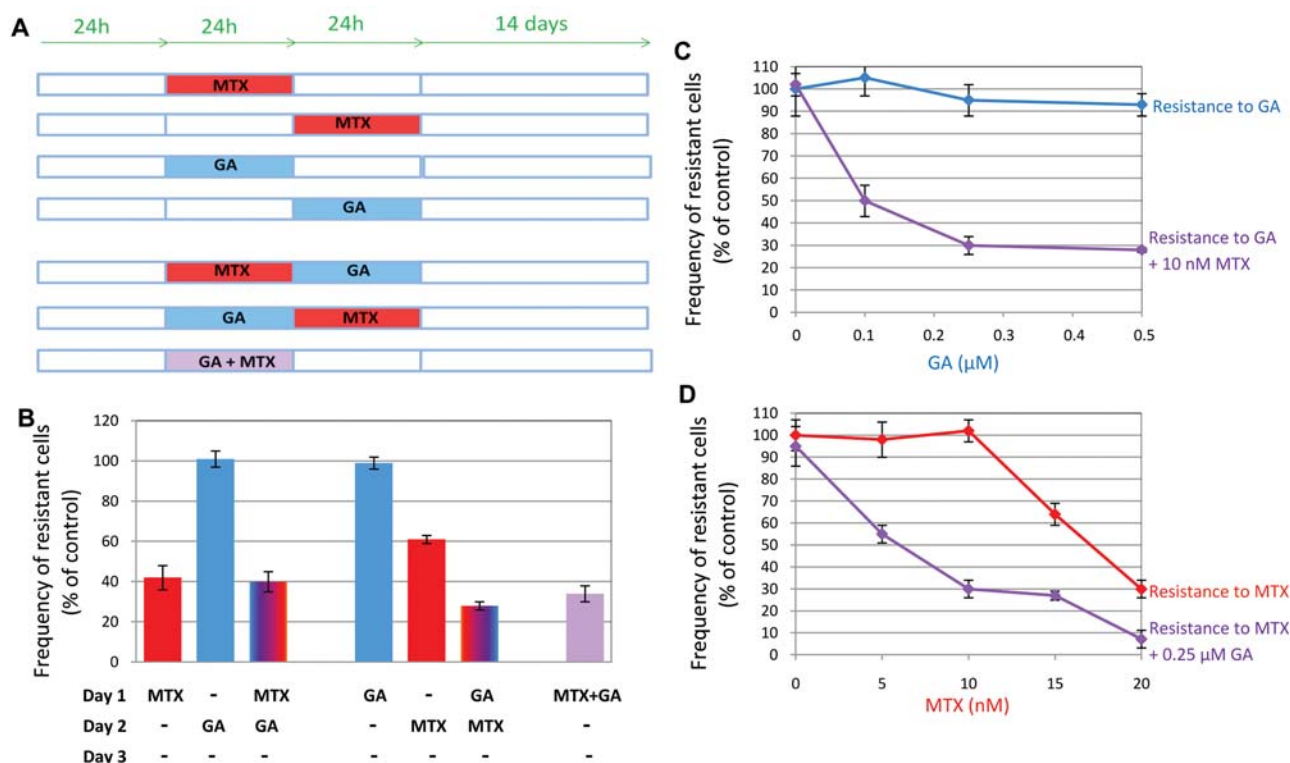 A
24h 24h 24h 14 days
MTX
MTX
GA
GA
MTX GA
GA MTX
GA + MTX
B
Frequency of resistant cells
(% of control)
120
100
80
60
40
20
0
Day 1 MTX - MTX GA - GA MTX+GA
Day 2 - GA GA - MTX MTX -
Day 3 - - - - - - -
C
Frequency of resistant cells
(% of control)
110
100
90
80
70
60
50
40
30
20
10
0
0 0.1 0.2 0.3 0.4 0.5
GA (µM)
Resistance to GA
Resistance to GA
+ 10 nM MTX
D
Frequency of resistant cells
(% of control)
110
100
90
80
70
60
50
40
30
20
10
0
0 5 10 15 20
MTX (nM)
Resistance to MTX
Resistance to MTX
+ 0.25 µM GA